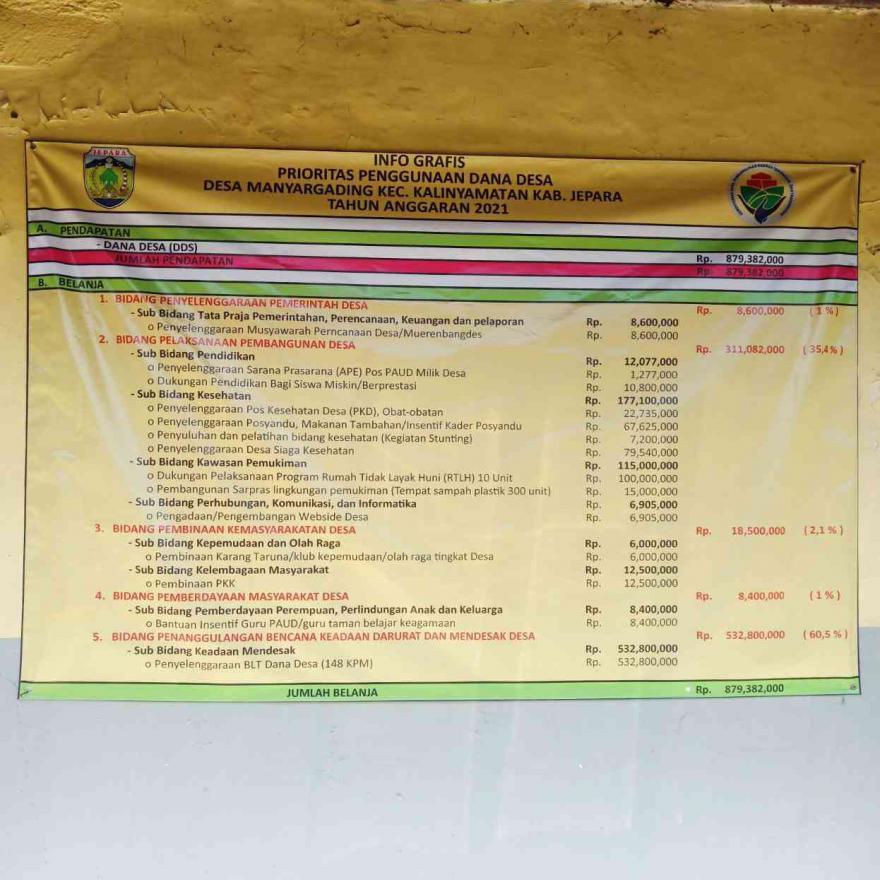 JEPARA
INFO GRAFIS
PRIORITAS PENGGUNAAN DANA DESA
DESA MANYARGADING KEC. KALINYAMATAN KAB. JEPARA
TAHUN ANGGARAN 2021
A. PENDAPATAN
- DANA DESA (DDS) Rp. 879,382,000
JUMLAH PENDAPATAN Rp. 879,382,000
B. BELANJA
1. BIDANG PENYELENGGARAAN PEMERINTAH DESA Rp. 8,600,000 (1 %)
- Sub Bidang Tata Praja Pemerintahan, Perencanaan, Keuangan dan pelaporan Rp. 8,600,000
o Penyelenggaraan Musyawarah Perncanaan Desa/Muerenbangdes Rp. 8,600,000
2. BIDANG PELAKSANAAN PEMBANGUNAN DESA Rp. 311,082,000 (35,4%)
- Sub Bidang Pendidikan Rp. 12,077,000
o Penyelenggaraan Sarana Prasarana (APE) Pos PAUD Milik Desa Rp. 1,277,000
o Dukungan Pendidikan Bagi Siswa Miskin/Berprestasi Rp. 10,800,000
- Sub Bidang Kesehatan Rp. 177,100,000
o Penyelenggaraan Pos Kesehatan Desa (PKD), Obat-obatan Rp. 22,735,000
o Penyelenggaraan Posyandu, Makanan Tambahan/Insentif Kader Posyandu Rp. 67,625,000
o Penyuluhan dan pelatihan bidang kesehatan (Kegiatan Stunting) Rp. 7,200,000
o Penyelenggaraan Desa Siaga Kesehatan Rp. 79,540,000
- Sub Bidang Kawasan Pemukiman Rp. 115,000,000
o Dukungan Pelaksanaan Program Rumah Tidak Layak Huni (RTLH) 10 Unit Rp. 100,000,000
o Pembangunan Sarpras lingkungan pemukiman (Tempat sampah plastik 300 unit) Rp. 15,000,000
- Sub Bidang Perhubungan, Komunikasi, dan Informatika Rp. 6,905,000
o Pengadaan/Pengembangan Webside Desa Rp. 6,905,000
3. BIDANG PEMBINAAN KEMASYARAKATAN DESA Rp. 18,500,000 (2,1 %)
- Sub Bidang Kepemudaan dan Olah Raga Rp. 6,000,000
o Pembinaan Karang Taruna/klub kepemudaan/olah raga tingkat Desa Rp. 6,000,000
- Sub Bidang Kelembagaan Masyarakat Rp. 12,500,000
o Pembinaan PKK Rp. 12,500,000
4. BIDANG PEMBERDAYAAN MASYARAKAT DESA Rp. 8,400,000 (1 %)
- Sub Bidang Pemberdayaan Perempuan, Perlindungan Anak dan Keluarga Rp. 8,400,000
o Bantuan Insentif Guru PAUD/guru taman belajar keagamaan Rp. 8,400,000
5. BIDANG PENANGGULANGAN BENCANA KEADAAN DARURAT DAN MENDESAK DESA Rp. 532,800,000 (60,5 %)
- Sub Bidang Keadaan Mendesak Rp. 532,800,000
o Penyelenggaraan BLT Dana Desa (148 KPM) Rp. 532,800,000
JUMLAH BELANJA Rp. 879,382,000